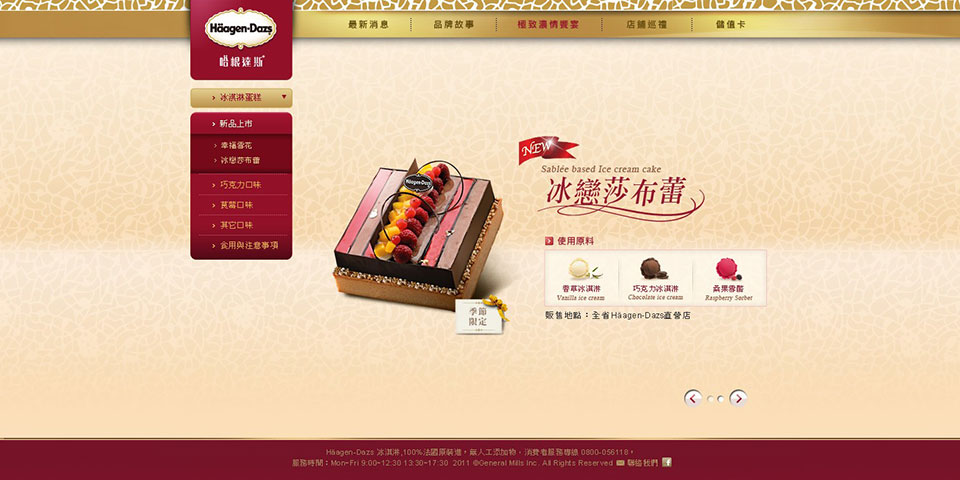 Häagen-Dazs
哈根達斯
最新消息
品牌故事
極致濃情饗宴
店鋪巡禮
儲值卡
冰淇淋蛋糕
新品上市
幸福雪花
冰戀莎布蕾
巧克力口味
莓莓口味
其它口味
食用與注意事項
Häagen-Dazs
季節
限定
NEW
Sablée based Ice cream cake
冰戀莎布蕾
使用原料
香草冰淇淋
Vanilla ice cream
巧克力冰淇淋
Chocolate ice cream
桑果雪酪
Raspberry Sorbet
販售地點：全省Häagen-Dazs直營店
Häagen-Dazs 冰淇淋,100%法國原裝進。無人工添加物。消費者服務專線 0800-056118。
服務時間：Mon~Fri 9:00~12:30 13:30~17:30 2011 ©General Mills Inc. All Rights Reserved 聯絡我們